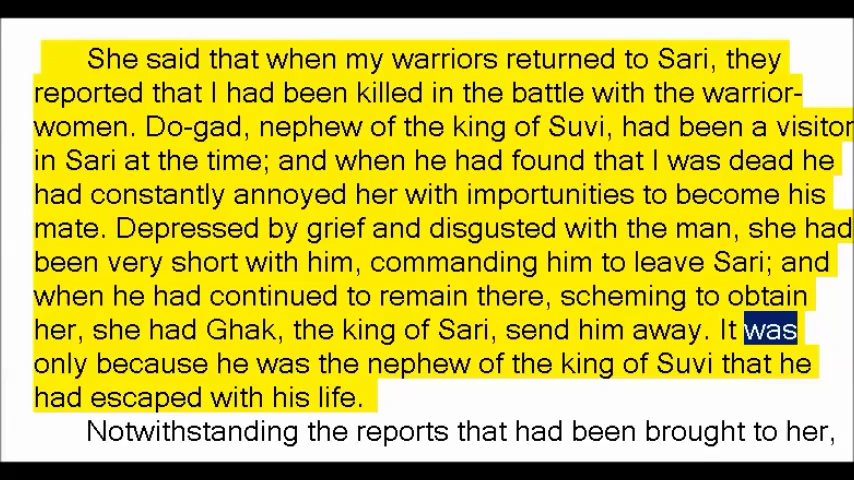 She said that when my warriors returned to Sari, they
reported that I had been killed in the battle with the warrior-
women. Do-gad, nephew of the king of Suvi, had been a visitor
in Sari at the time; and when he had found that I was dead he
had constantly annoyed her with importunities to become his
mate. Depressed by grief and disgusted with the man, she had
been very short with him, commanding him to leave Sari; and
when he had continued to remain there, scheming to obtain
her, she had Ghak, the king of Sari, send him away. It was
only because he was the nephew of the king of Suvi that he
had escaped with his life.
Notwithstanding the reports that had been brought to her,